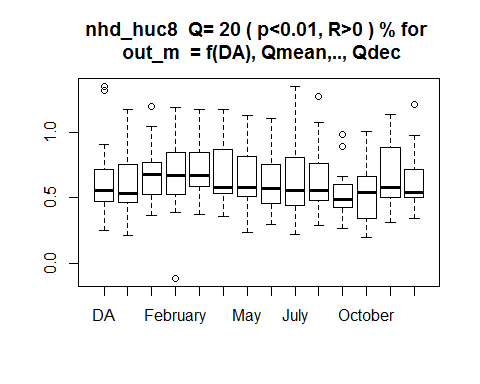 nhd_huc8 Q= 20 ( p<0.01, R>0 ) % for
out_m = f(DA), Qmean,.., Qdec
1.0
0.5
0.0
DA February May July October